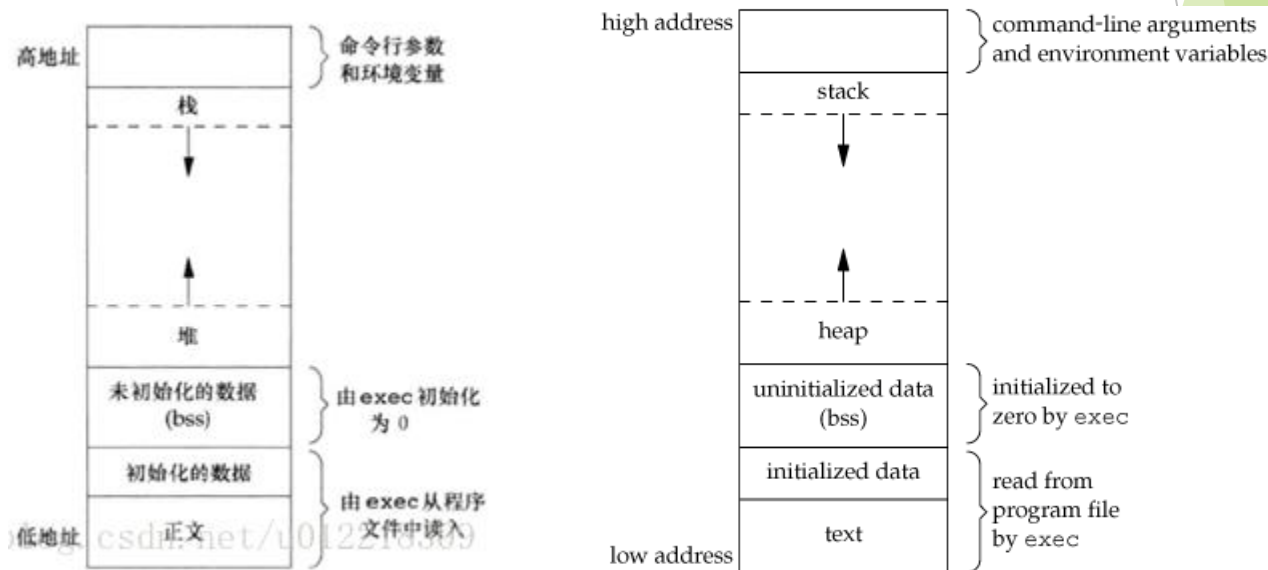 高地址
命令行参数
和环境变量
栈
堆
未初始化的数据
(bss)
由exec初始化
为 0
初始化的数据
由exec从程序
文件中读入
低地址
正文
csdn.net/u012218309
high address
command-line arguments
and environment variables
stack
heap
uninitialized data
(bss)
initialized to
zero by exec
initialized data
read from
program file
by exec
text
low address